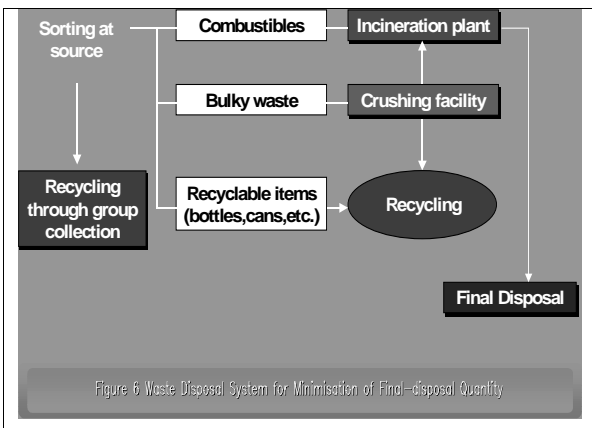 Sorting at
source
Combustibles
Incineration plant
Bulky waste
Crushing facility
Recycling
through group
collection
Recyclable items
(bottles,cans,etc.)
Recycling
Final Disposal
Figure 6 Waste Disposal System for Minimisation of Final-disposal Quantity